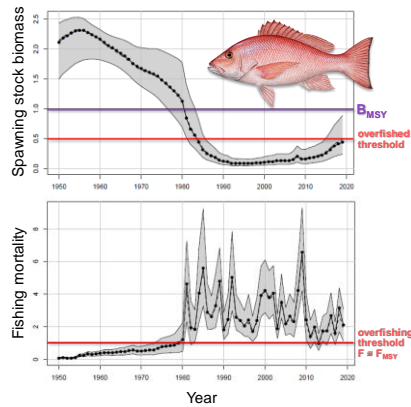 Spawning stock biomass
2.5
2.0
1.5
1.0
0.5
0.0
BMSY
overfished
threshold
1950 1960 1970 1980 1990 2000 2010 2020
Fishing mortality
8
6
4
2
0
overfishing
threshold
F = FMSY
1950 1960 1970 1980 1990 2000 2010 2020
Year